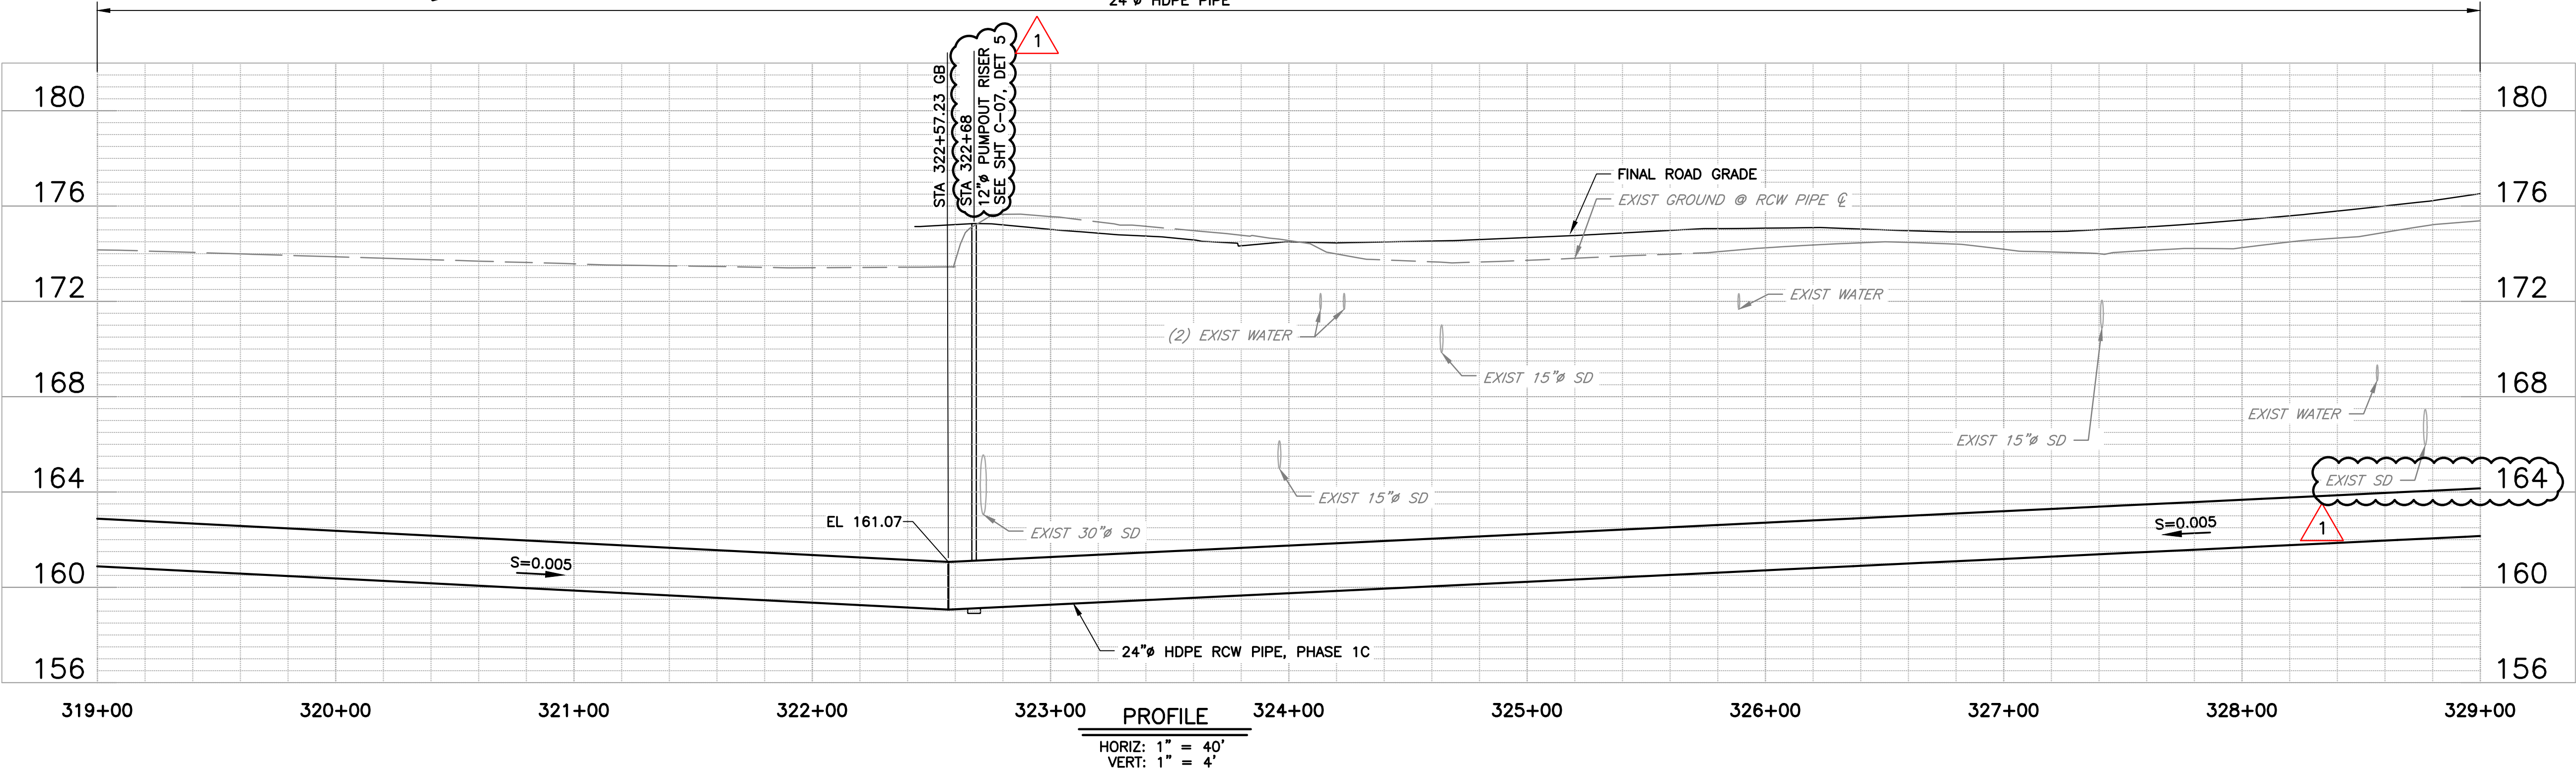 24"ø HDPE PIPE
1
STA 322+57.23 GB
STA 322+68
12"ø PUMPOUT RISER
SEE SHT C-07, DET 5
180
180
FINAL ROAD GRADE
EXIST GROUND @ RCW PIPE ℄
176
176
172
172
EXIST WATER
(2) EXIST WATER
EXIST 15"ø SD
168
168
EXIST WATER
EXIST 15"ø SD
EXIST SD
164
164
EXIST 15"ø SD
EL 161.07
EXIST 30"ø SD
S=0.005
1
S=0.005
160
160
24"ø HDPE RCW PIPE, PHASE 1C
156
156
319+00
320+00
321+00
322+00
323+00
324+00
325+00
326+00
327+00
328+00
329+00
PROFILE
HORIZ: 1" = 40'
VERT: 1" = 4'